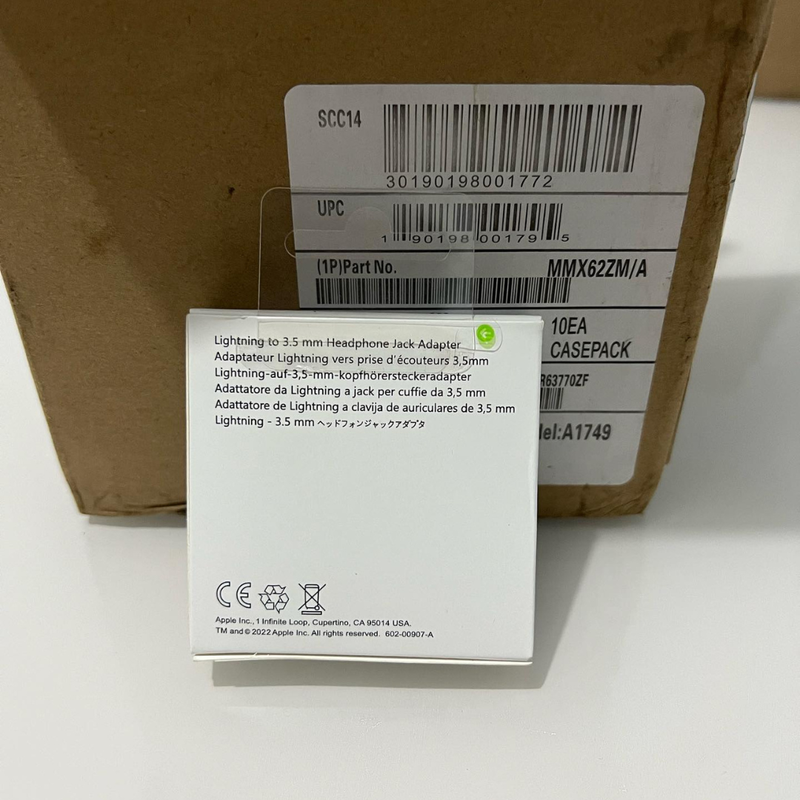 SCC14
30190198001772
UPC
1 90198 00179 5
(1P)Part No. MMX62ZM/A
10EA
CASEPACK
R63770ZF
del:A1749
Lightning to 3.5 mm Headphone Jack Adapter
Adaptateur Lightning vers prise d'écouteurs 3,5mm
Lightning-auf-3,5-mm-kopfhörersteckeradapter
Adattatore da Lightning a jack per cuffie da 3,5 mm
Adattatore de Lightning a clavija de auriculares de 3,5 mm
Lightning - 3.5 mm ヘッドフォンジャックアダプタ
CE
Apple Inc., 1 Infinite Loop, Cupertino, CA 95014 USA.
TM and © 2022 Apple Inc. All rights reserved. 602-00907-A